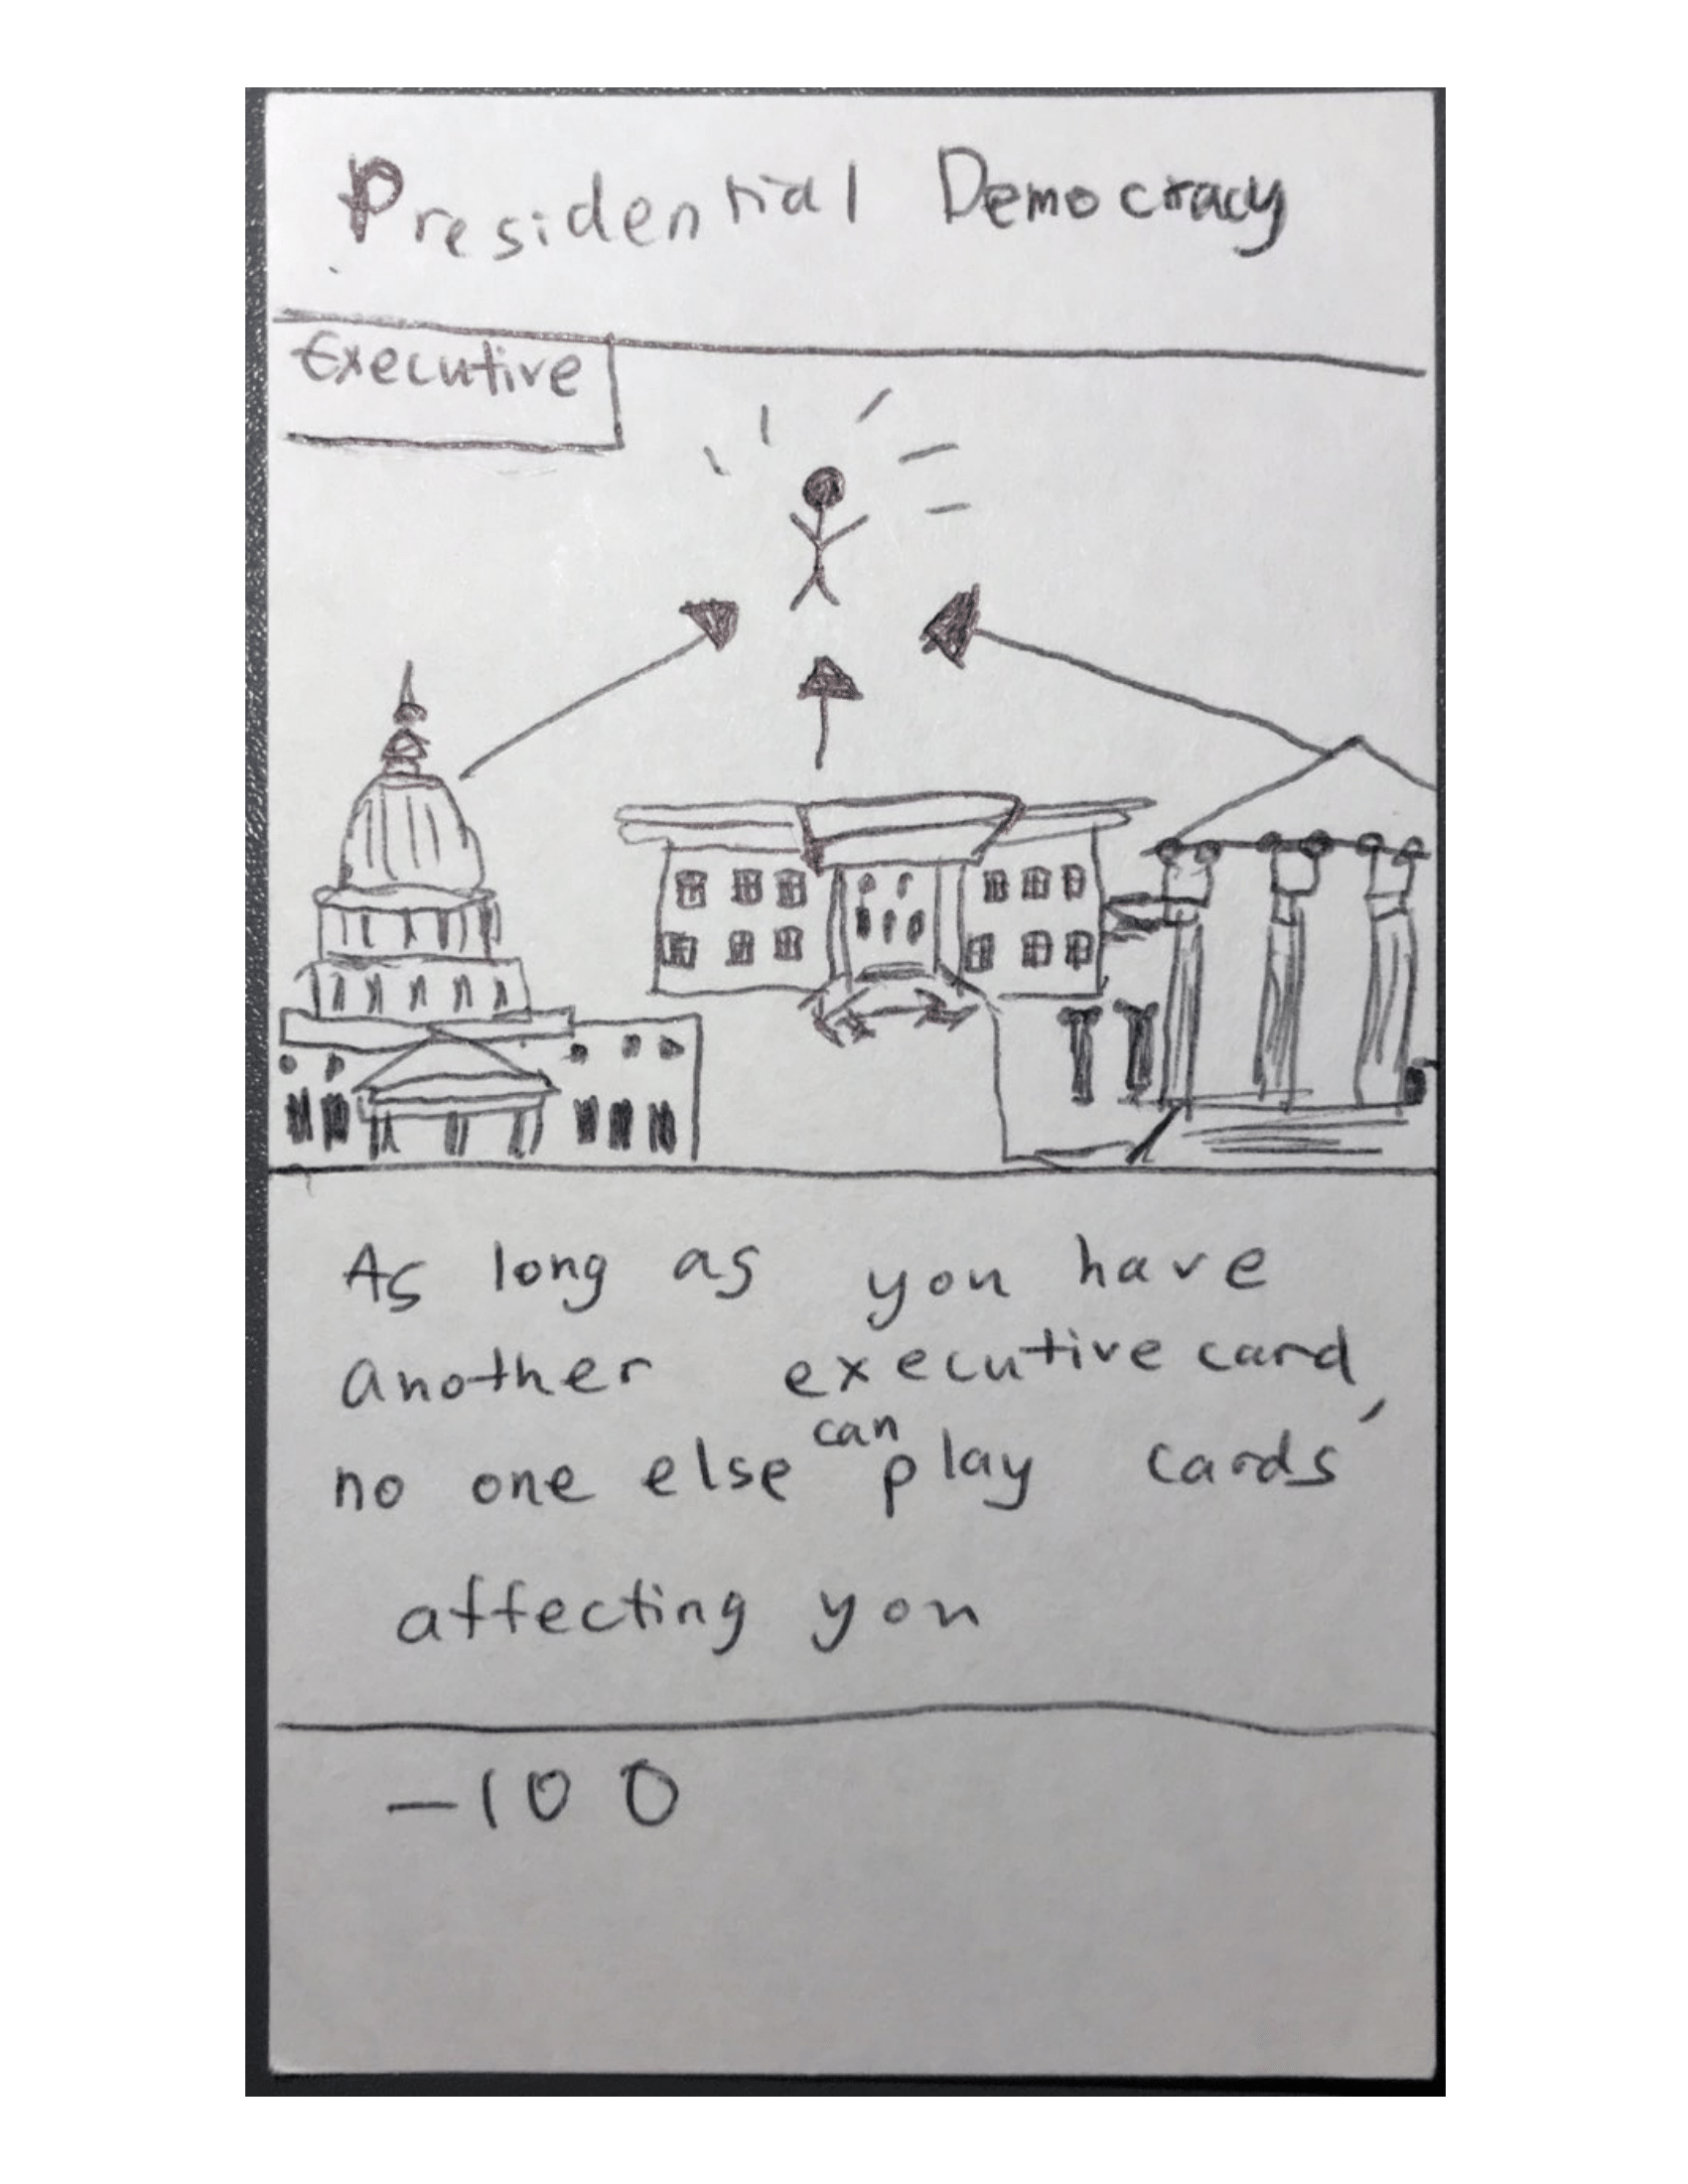 Presidential Democracy
Executive
As long as you have
another executive card,
no one else can play cards
affecting you
-100